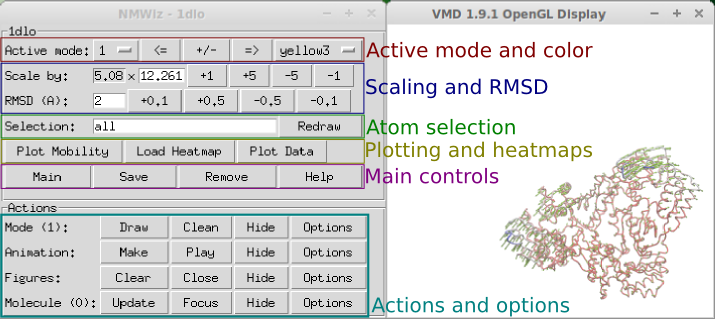 NMWiz - 1dlo
VMD 1.9.1 OpenGL Display
1dlo
Active mode: 1 <= +/- => yellow3 Active mode and color
Scale by: 5.08 x 12.261 +1 +5 -5 -1
Scaling and RMSD
RMSD (A): 2 +0.1 +0.5 -0.5 -0.1
Selection: all Redraw Atom selection
Plot Mobility Load Heatmap Plot Data Plotting and heatmaps
Main Save Remove Help Main controls
Actions
Mode (1): Draw Clean Hide Options
Animation: Make Play Hide Options
Figures: Clear Close Hide Options
Molecule (0): Update Focus Hide Options Actions and options